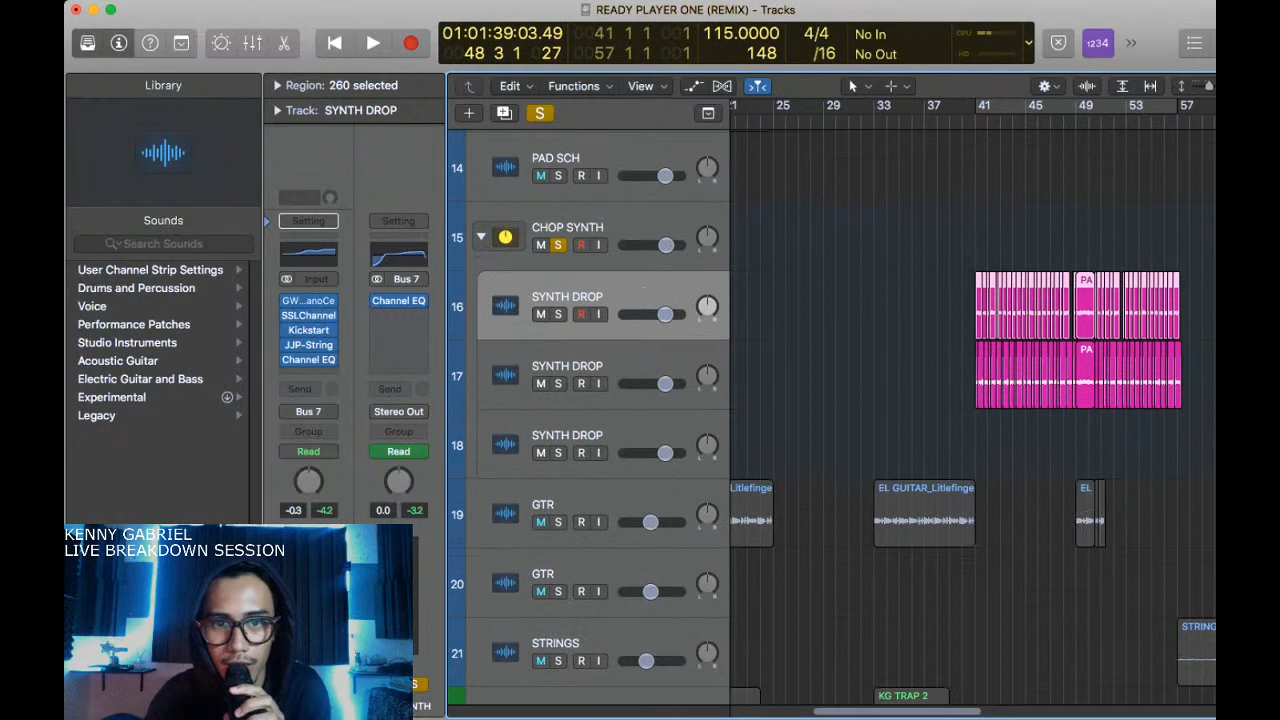 READY PLAYER ONE (REMIX) - Tracks
01:01:39:03.49
48 3 1 27
41 1 1 1
57 1 1 1
115.0000
148
4/4
/16
No In
No Out
CPU
HD
1234
Library
Region: 260 selected
Track: SYNTH DROP
Edit
Functions
View
S
25 29 33 37 41 45 49 53 57
Sounds
Search Sounds
User Channel Strip Settings
Drums and Percussion
Voice
Performance Patches
Studio Instruments
Acoustic Guitar
Electric Guitar and Bass
Experimental
Legacy
Setting
Setting
Input
Bus 7
GW...anoCe
Channel EQ
SSLChannel
Kickstart
JJP-String
Channel EQ
Send
Send
Bus 7
Stereo Out
Group
Group
Read
Read
-0.3 -4.2
0.0 -3.2
14
PAD SCH
M S R I
15
CHOP SYNTH
M S R I
16
SYNTH DROP
M S R I
PA
17
SYNTH DROP
M S R I
PA
18
SYNTH DROP
M S R I
19
GTR
M S R I
Litlefinge
EL GUITAR_Litlefinge
EL
20
GTR
M S R I
21
STRINGS
M S R I
STRING
KG TRAP 2
KENNY GABRIEL
LIVE BREAKDOWN SESSION